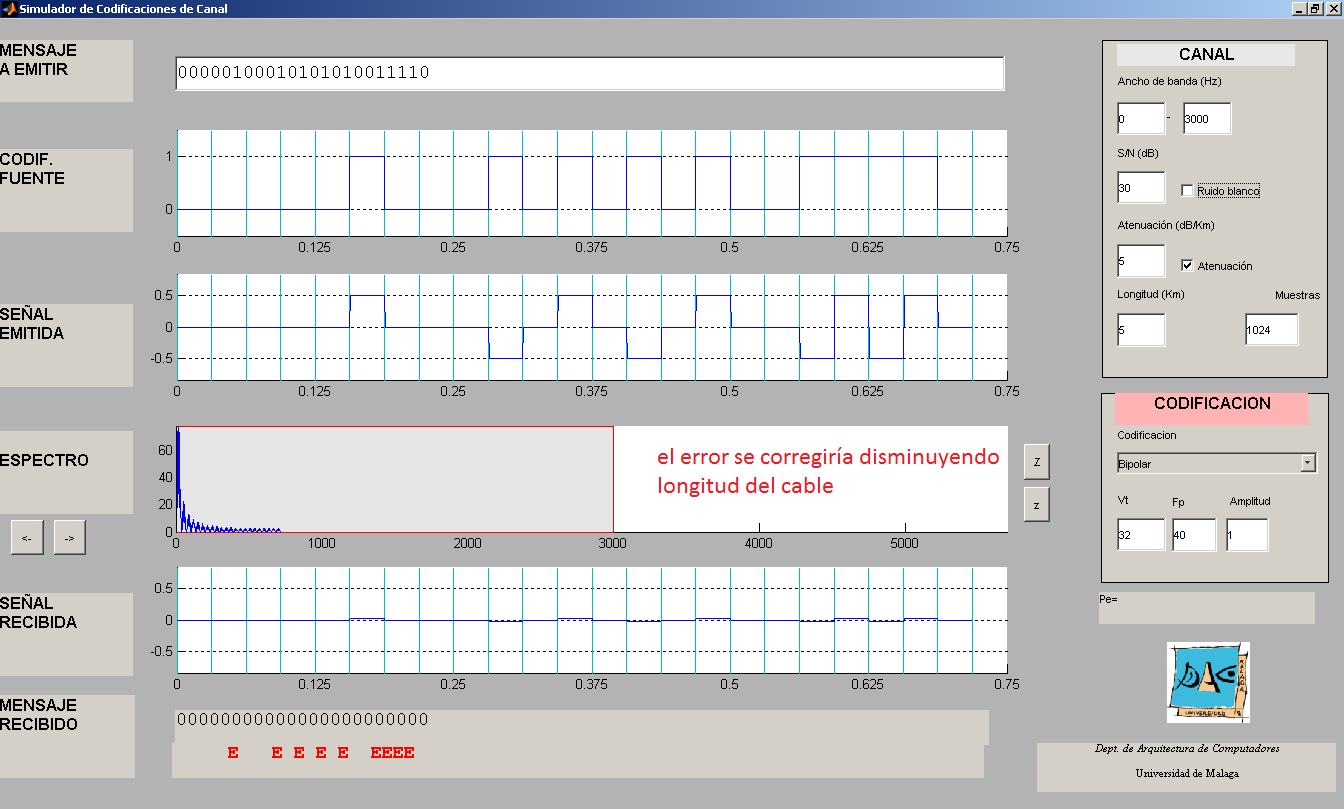 Simulador de Codificaciones de Canal
MENSAJE
A EMITIR
00000100010101010011110
CODIF.
FUENTE
1
0
0 0.125 0.25 0.375 0.5 0.625 0.75
SEÑAL
EMITIDA
0.5
0
-0.5
0 0.125 0.25 0.375 0.5 0.625 0.75
ESPECTRO
<- ->
60
40
20
0
0 1000 2000 3000 4000 5000
el error se corregiría disminuyendo
longitud del cable
Z
z
SEÑAL
RECIBIDA
0.5
0
-0.5
0 0.125 0.25 0.375 0.5 0.625 0.75
MENSAJE
RECIBIDO
00000000000000000000000
E E E E E EEEE
CANAL
Ancho de banda (Hz)
0 - 3000
S/N (dB)
30 Ruido blanco
Atenuación (dB/Km)
5 Atenuación
Longitud (Km) Muestras
5 1024
CODIFICACION
Codificacion
Bipolar
Vt Fp Amplitud
32 40 1
Pe=
DAC
MALAGA
UNIVERSIDAD
Dept. de Arquitectura de Computadores
Universidad de Malaga